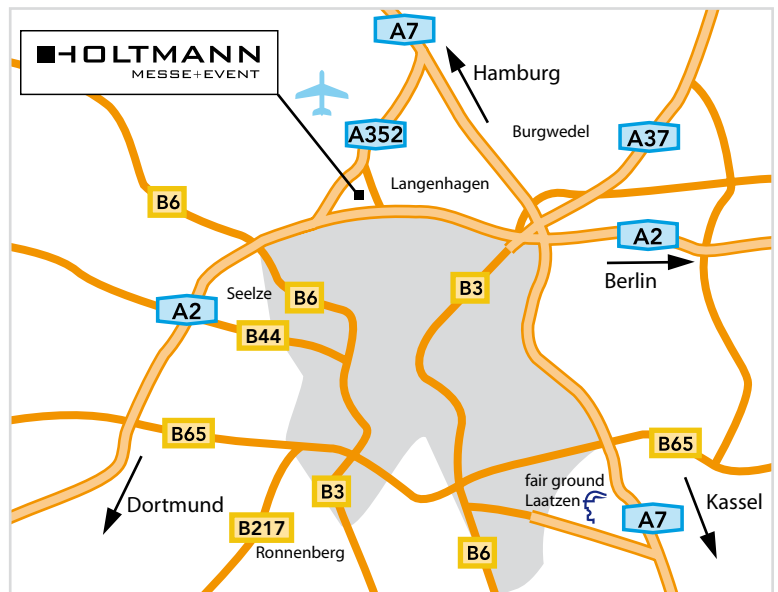 A7
HOLTMANN
MESSE+EVENT
Hamburg
Burgwedel
A352
A37
Langenhagen
B6
A2
Berlin
B3
Seelze
B6
A2
B44
B65
B65
fair ground
Laatzen
B3
Dortmund
Kassel
B217
A7
Ronnenberg
B6